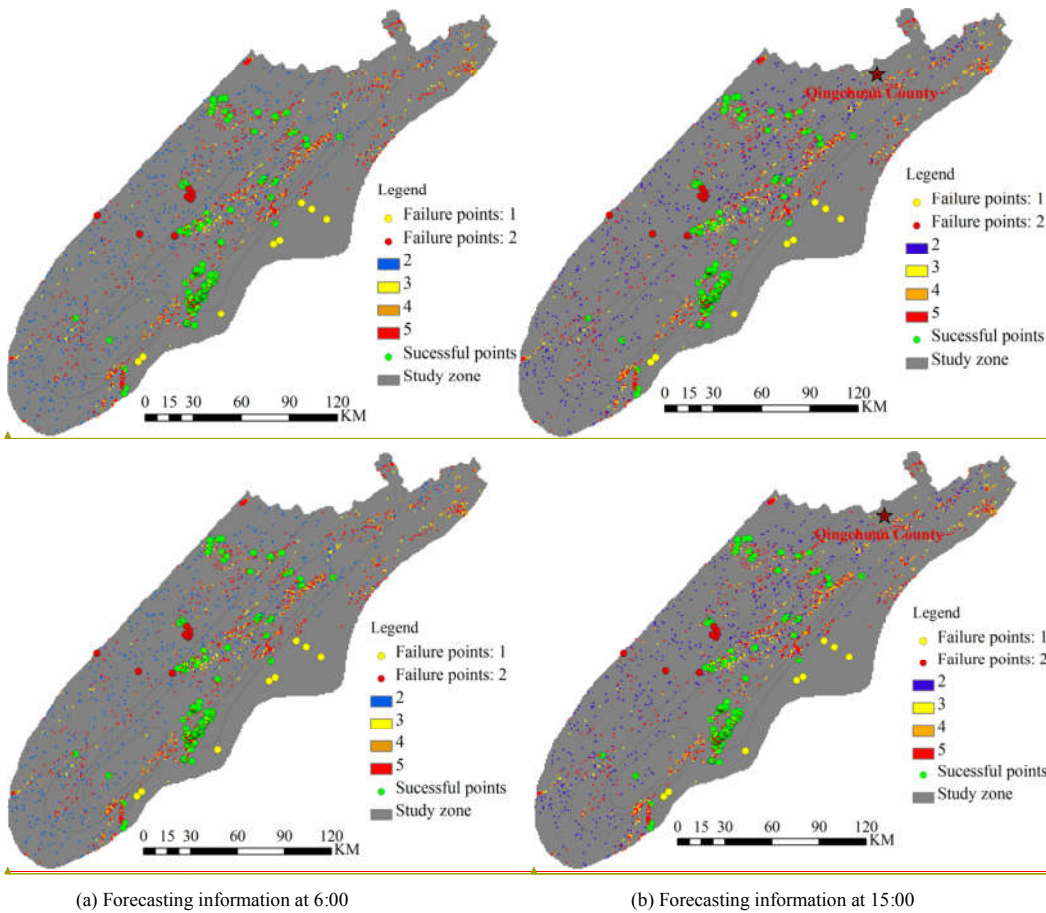 Qingchuan County
Legend
Failure points: 1
Failure points: 2
2
3
4
5
Sucessful points
Study zone
0 15 30 60 90 120
KM
Legend
Failure points: 1
Failure points: 2
2
3
4
5
Sucessful points
Study zone
0 15 30 60 90 120
KM
Qingchuan County
Legend
Failure points: 1
Failure points: 2
2
3
4
5
Sucessful points
Study zone
0 15 30 60 90 120
KM
Legend
Failure points: 1
Failure points: 2
2
3
4
5
Sucessful points
Study zone
0 15 30 60 90 120
KM
(a) Forecasting information at 6:00
(b) Forecasting information at 15:00